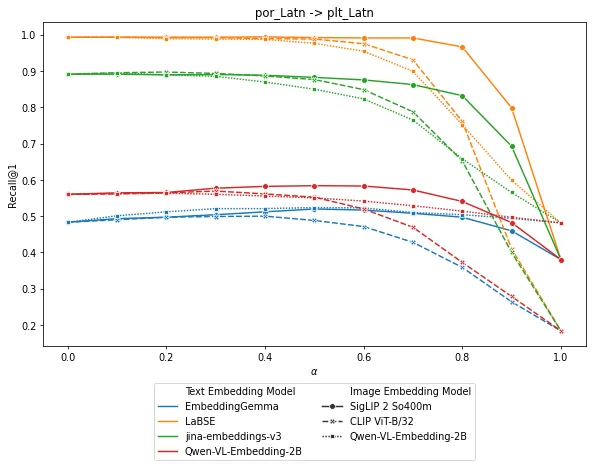 por_Latn -> plt_Latn
1.0
0.9
0.8
0.7
0.6
0.5
0.4
0.3
0.2
Recall@1
0.0 0.2 0.4 0.6 0.8 1.0
α
Text Embedding Model Image Embedding Model
EmbeddingGemma SigLIP 2 So400m
LaBSE CLIP ViT-B/32
jina-embeddings-v3 Qwen-VL-Embedding-2B
Qwen-VL-Embedding-2B